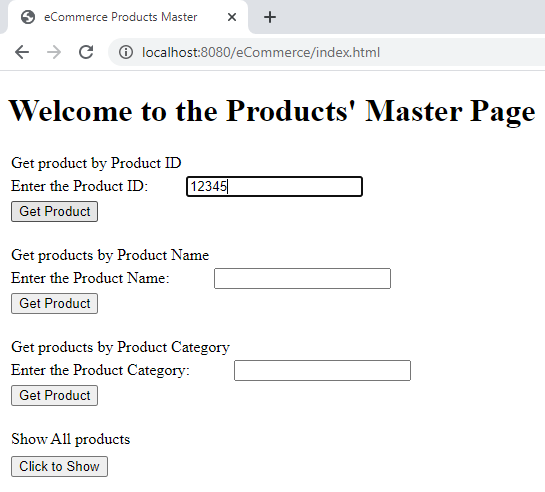 eCommerce Products Master
localhost:8080/eCommerce/index.html
Welcome to the Products' Master Page
Get product by Product ID
Enter the Product ID: 12345
Get Product
Get products by Product Name
Enter the Product Name:
Get Product
Get products by Product Category
Enter the Product Category:
Get Product
Show All products
Click to Show